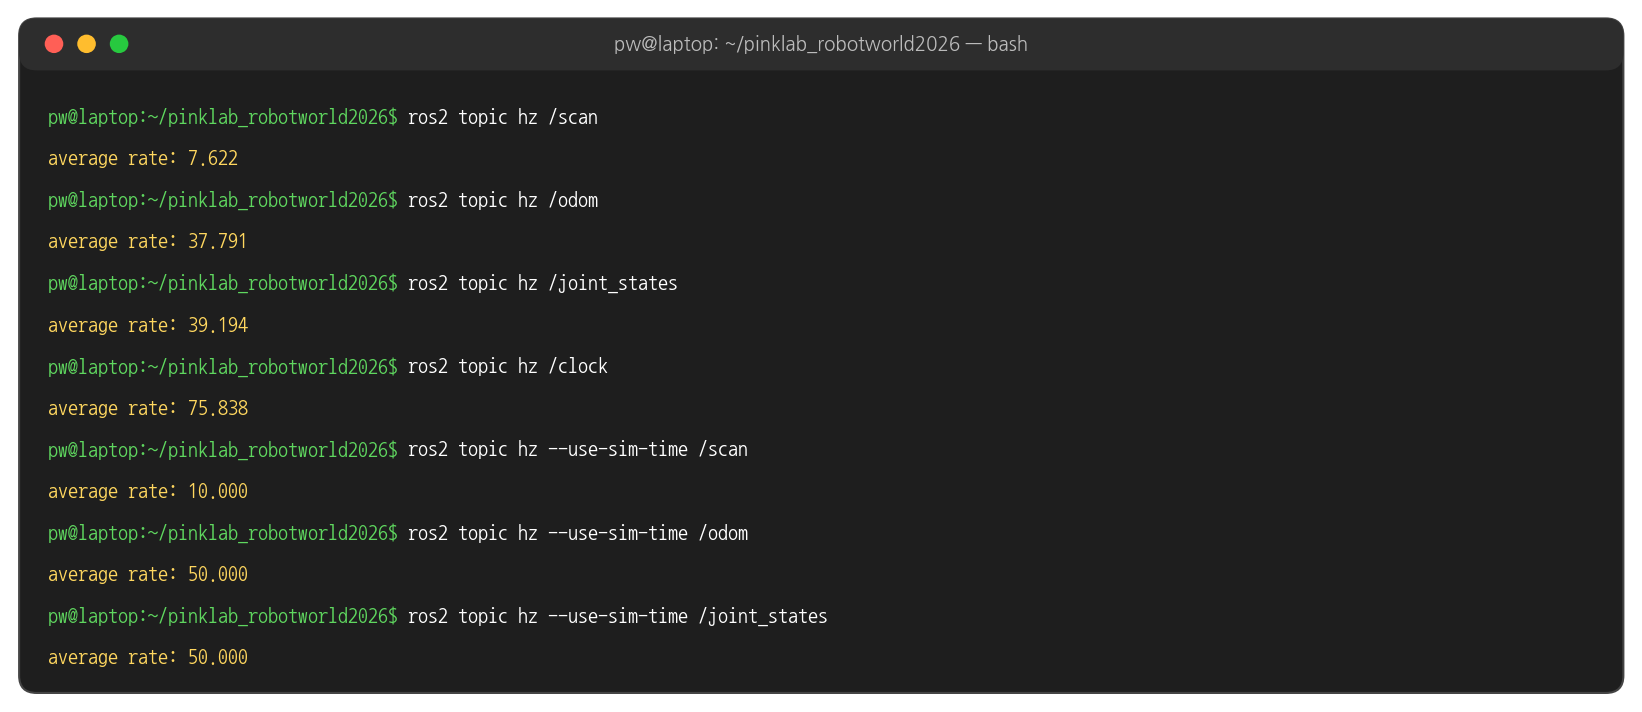 pw@laptop: ~/pinklab_robotworld2026 — bash
pw@laptop:~/pinklab_robotworld2026$ ros2 topic hz /scan
average rate: 7.622
pw@laptop:~/pinklab_robotworld2026$ ros2 topic hz /odom
average rate: 37.791
pw@laptop:~/pinklab_robotworld2026$ ros2 topic hz /joint_states
average rate: 39.194
pw@laptop:~/pinklab_robotworld2026$ ros2 topic hz /clock
average rate: 75.838
pw@laptop:~/pinklab_robotworld2026$ ros2 topic hz --use-sim-time /scan
average rate: 10.000
pw@laptop:~/pinklab_robotworld2026$ ros2 topic hz --use-sim-time /odom
average rate: 50.000
pw@laptop:~/pinklab_robotworld2026$ ros2 topic hz --use-sim-time /joint_states
average rate: 50.000